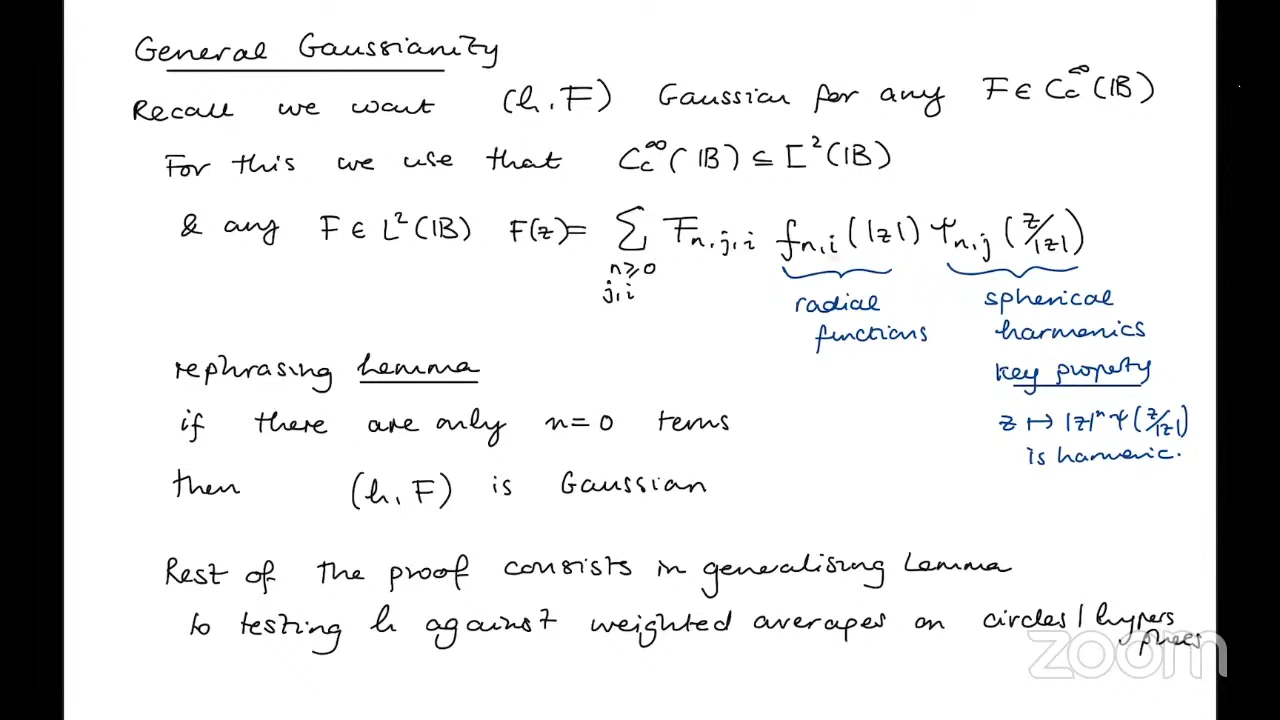 General Gaussianity
Recall we want (h, F) Gaussian for any F ∈ C_c^∞(𝔹)
For this we use that C_c^∞(𝔹) ⊆ L²(𝔹)
& any F ∈ L²(𝔹) F(z) = ∑_{n≥0 j,i} F_{n,j,i} f_{n,i}(|z|) ψ_{n,j}(z/|z|)
radial functions
spherical harmonics
key property
z ↦ |z|ⁿ ψ(z/|z|)
is harmonic.
rephrasing Lemma
if there are only n=0 terms
then (h, F) is Gaussian
Rest of the proof consists in generalising Lemma
to testing h against weighted averages on circles/hyperspheres
zoom